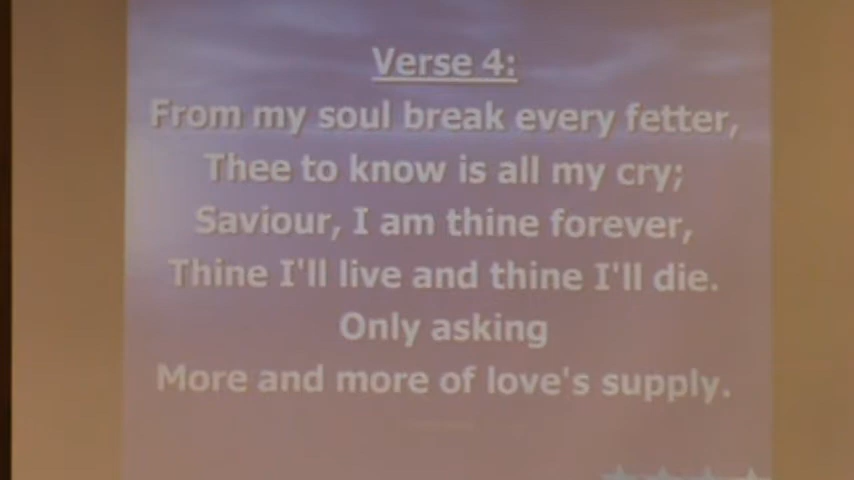 Verse 4:
From my soul break every fetter,
Thee to know is all my cry;
Saviour, I am thine forever,
Thine I'll live and thine I'll die.
Only asking
More and more of love's supply.